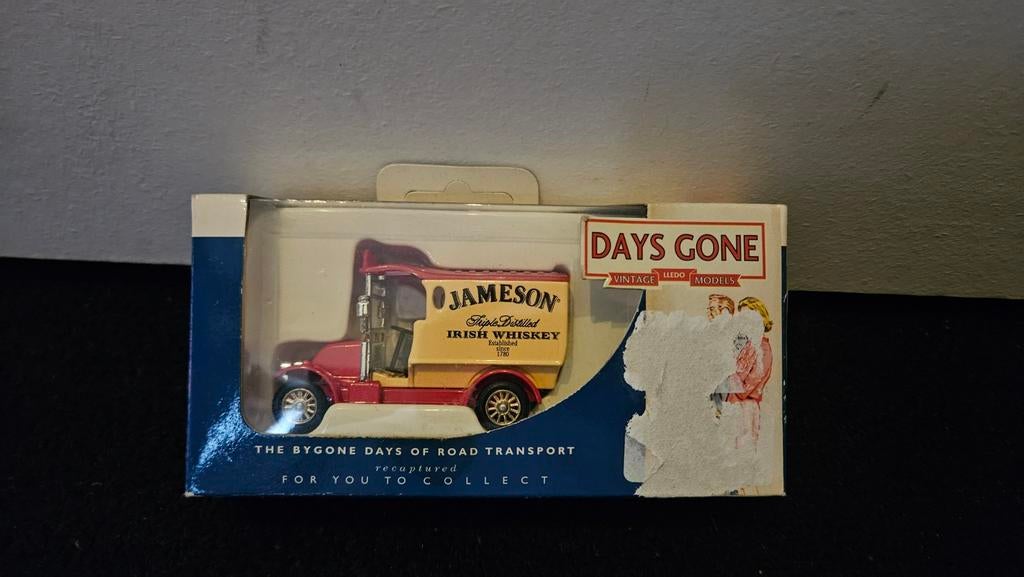 DAYS GONE
VINTAGE LLEDO MODELS
JAMESON
Triple Distilled
IRISH WHISKEY
Established
since
1780
THE BYGONE DAYS OF ROAD TRANSPORT
recaptured
FOR YOU TO COLLECT